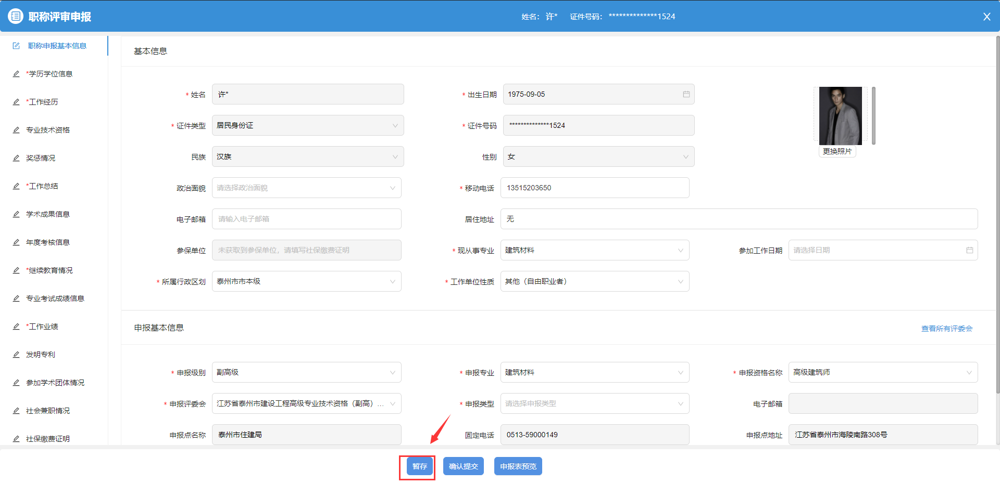 职称评审申报 姓名： 许* 证件号码： **************1524 X
职称申报基本信息
*学历学位信息
*工作经历
专业技术资格
奖惩情况
*工作总结
学术成果信息
年度考核信息
*继续教育情况
专业考试成绩信息
*工作业绩
发明专利
参加学术团体情况
社会兼职情况
社保缴费证明
基本信息
* 姓名 许* * 出生日期 1975-09-05
* 证件类型 居民身份证 * 证件号码 **************1524
民族 汉族 性别 女
更换照片
政治面貌 请选择政治面貌 * 移动电话 13515203650
电子邮箱 请输入电子邮箱 居住地址 无
参保单位 未获取到参保单位，请填写社保缴费证明 * 现从事专业 建筑材料 参加工作日期 请选择日期
* 所属行政区划 泰州市市本级 * 工作单位性质 其他（自由职业者）
申报基本信息 查看所有评委会
* 申报级别 副高级 * 申报专业 建筑材料 * 申报资格名称 高级建筑师
* 申报评委会 江苏省泰州市建设工程高级专业技术资格（副高）... * 申报类型 请选择申报类型 电子邮箱
申报点名称 泰州市住建局 固定电话 0513-59000149 申报点地址 江苏省泰州市海陵南路308号
暂存 确认提交 申报表预览